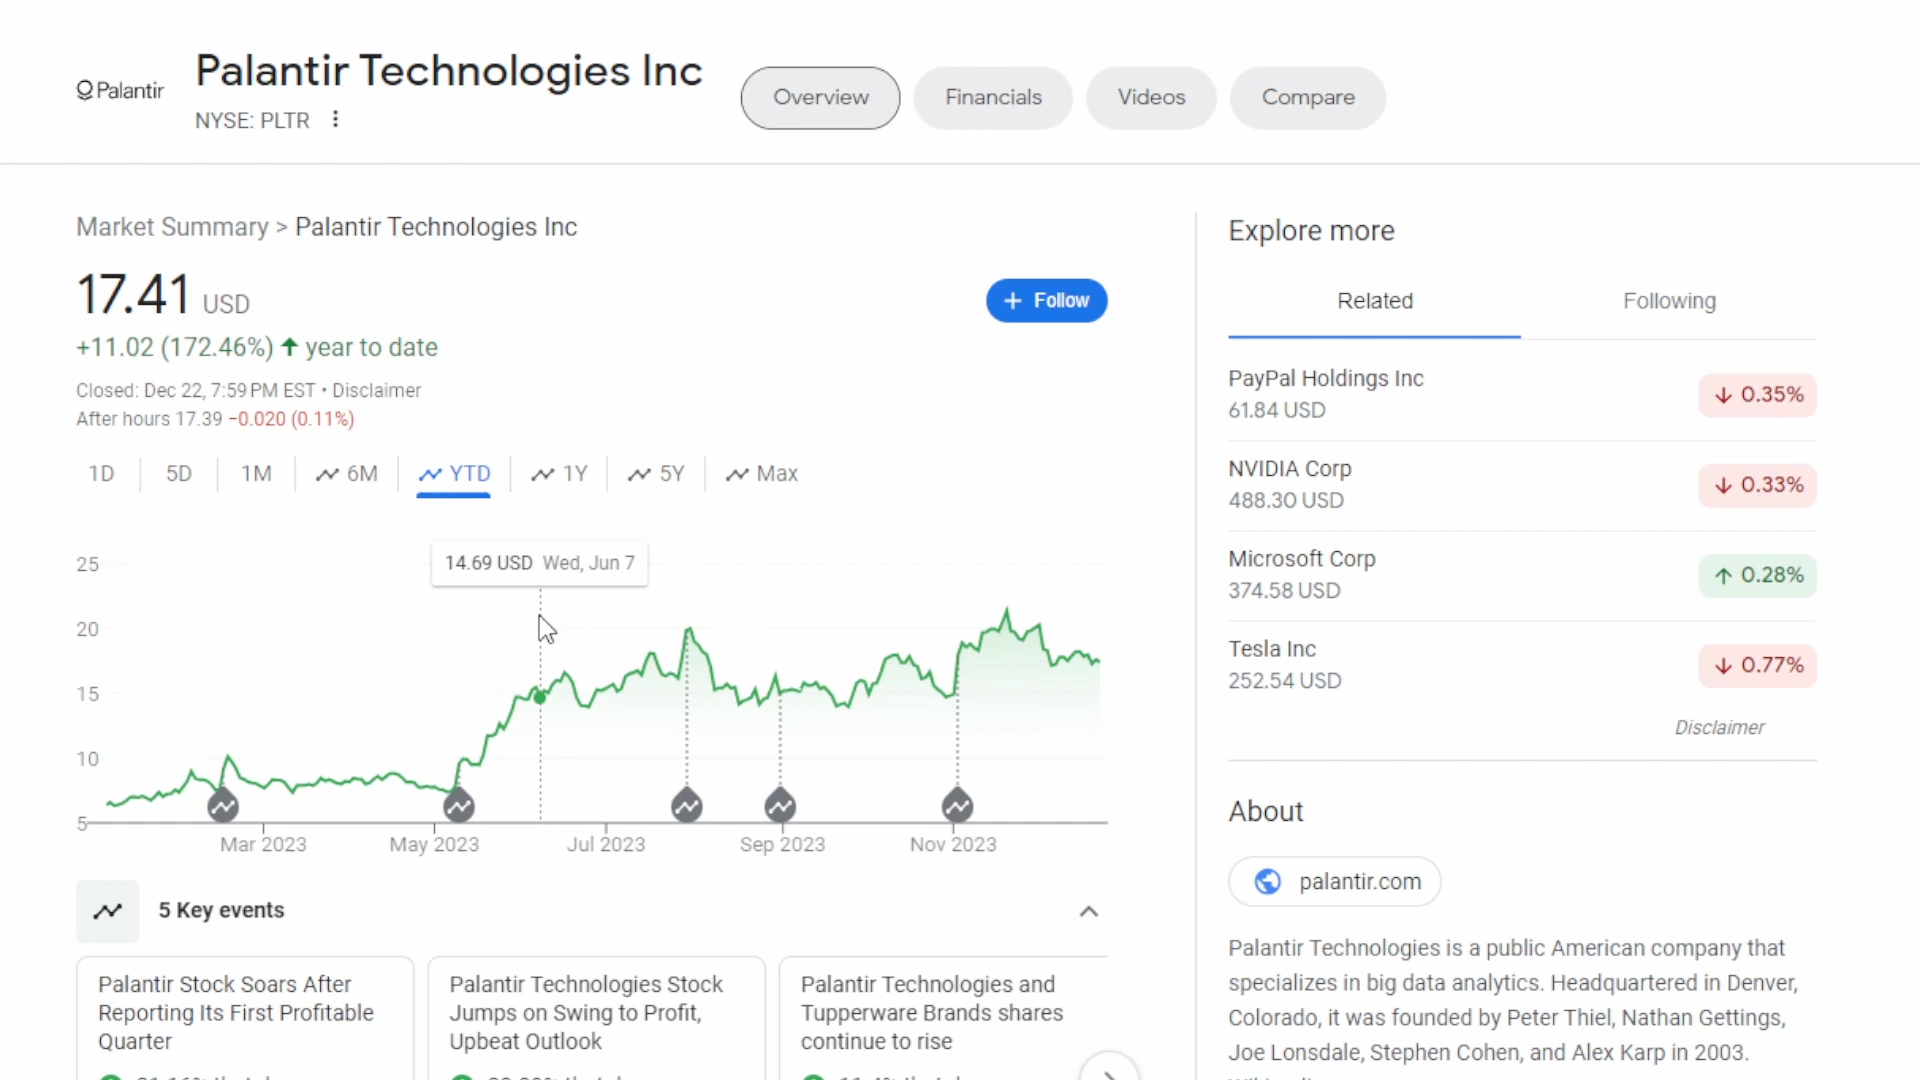 Palantir
Palantir Technologies Inc
NYSE: PLTR
Overview
Financials
Videos
Compare
Market Summary > Palantir Technologies Inc
17.41 USD
+11.02 (172.46%) ↑ year to date
Closed: Dec 22, 7:59 PM EST • Disclaimer
After hours 17.39 −0.020 (0.11%)
+ Follow
1D
5D
1M
6M
YTD
1Y
5Y
Max
14.69 USD Wed, Jun 7
25
20
15
10
5
Mar 2023
May 2023
Jul 2023
Sep 2023
Nov 2023
5 Key events
Palantir Stock Soars After
Reporting Its First Profitable
Quarter
Palantir Technologies Stock
Jumps on Swing to Profit,
Upbeat Outlook
Palantir Technologies and
Tupperware Brands shares
continue to rise
Explore more
Related
Following
PayPal Holdings Inc
61.84 USD
↓ 0.35%
NVIDIA Corp
488.30 USD
↓ 0.33%
Microsoft Corp
374.58 USD
↑ 0.28%
Tesla Inc
252.54 USD
↓ 0.77%
Disclaimer
About
palantir.com
Palantir Technologies is a public American company that
specializes in big data analytics. Headquartered in Denver,
Colorado, it was founded by Peter Thiel, Nathan Gettings,
Joe Lonsdale, Stephen Cohen, and Alex Karp in 2003.